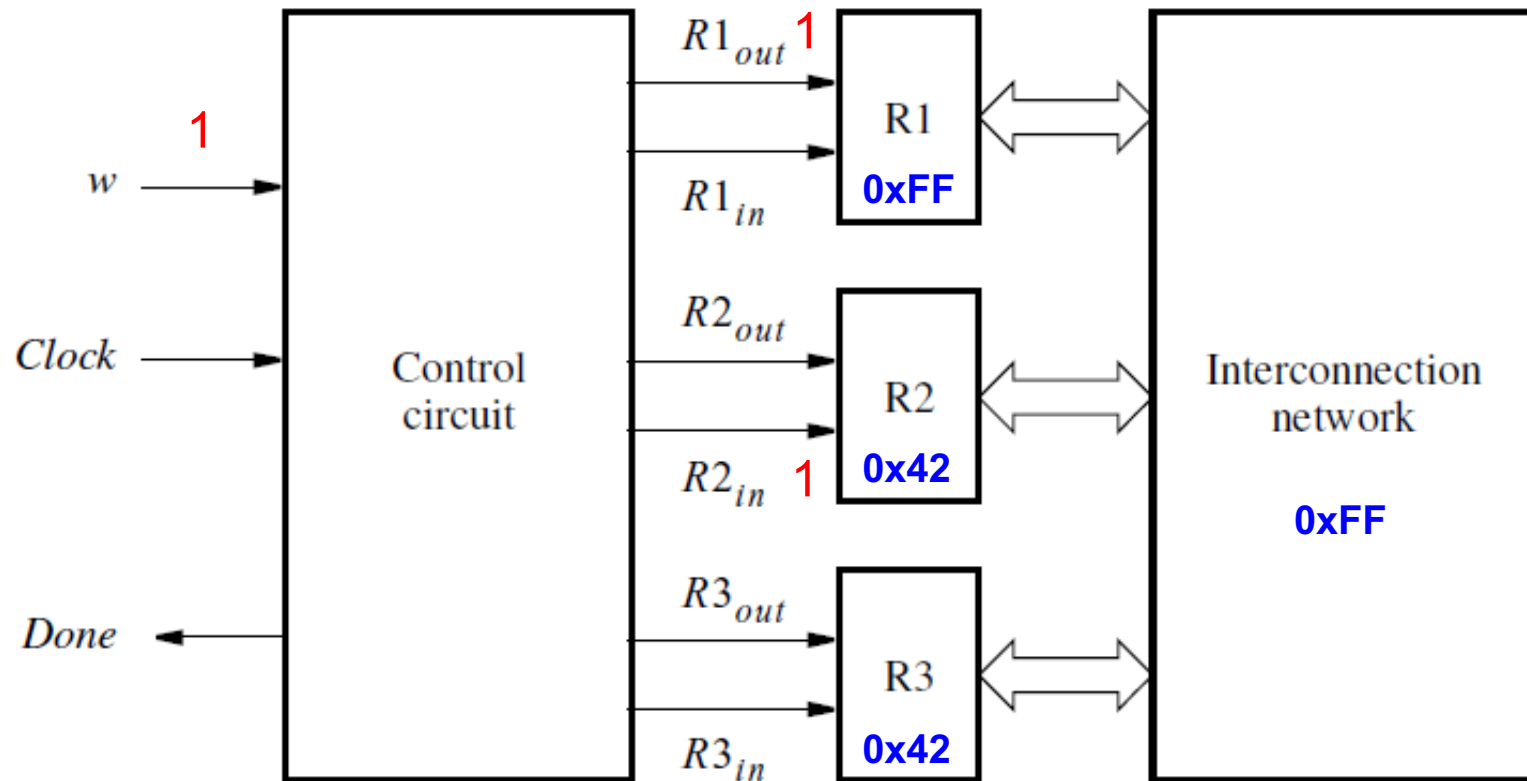 R1out 1
1
w
R1
R1in
0xFF
R2out
Clock
Control
circuit
R2
Interconnection
network
R2in 1
0x42
0xFF
R3out
Done
R3
R3in
0x42